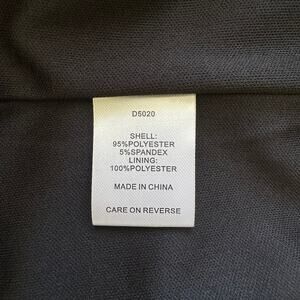 D5020
SHELL:
95%POLYESTER
5%SPANDEX
LINING:
100%POLYESTER
MADE IN CHINA
CARE ON REVERSE